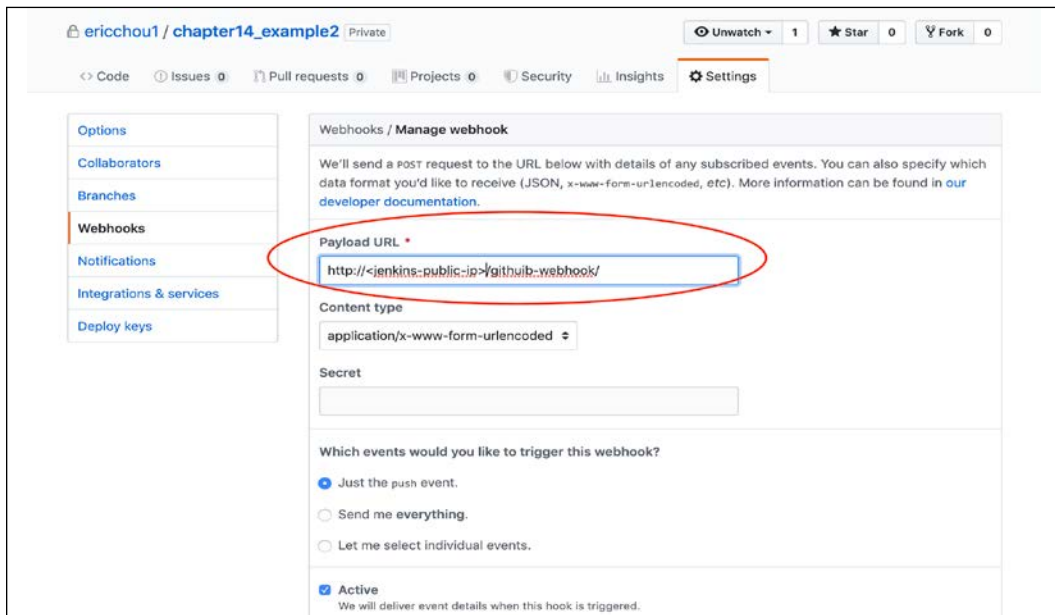 ericchou1 / chapter14_example2 Private
Unwatch 1 Star 0 Fork 0
<> Code Issues 0 Pull requests 0 Projects 0 Security Insights Settings
Options
Collaborators
Branches
Webhooks
Notifications
Integrations & services
Deploy keys
Webhooks / Manage webhook
We'll send a POST request to the URL below with details of any subscribed events. You can also specify which
data format you'd like to receive (JSON, x-www-form-urlencoded, etc). More information can be found in our
developer documentation.
Payload URL *
http://<jenkins-public-ip>/githuib-webhook/
Content type
application/x-www-form-urlencoded
Secret
Which events would you like to trigger this webhook?
Just the push event.
Send me everything.
Let me select individual events.
Active
We will deliver event details when this hook is triggered.